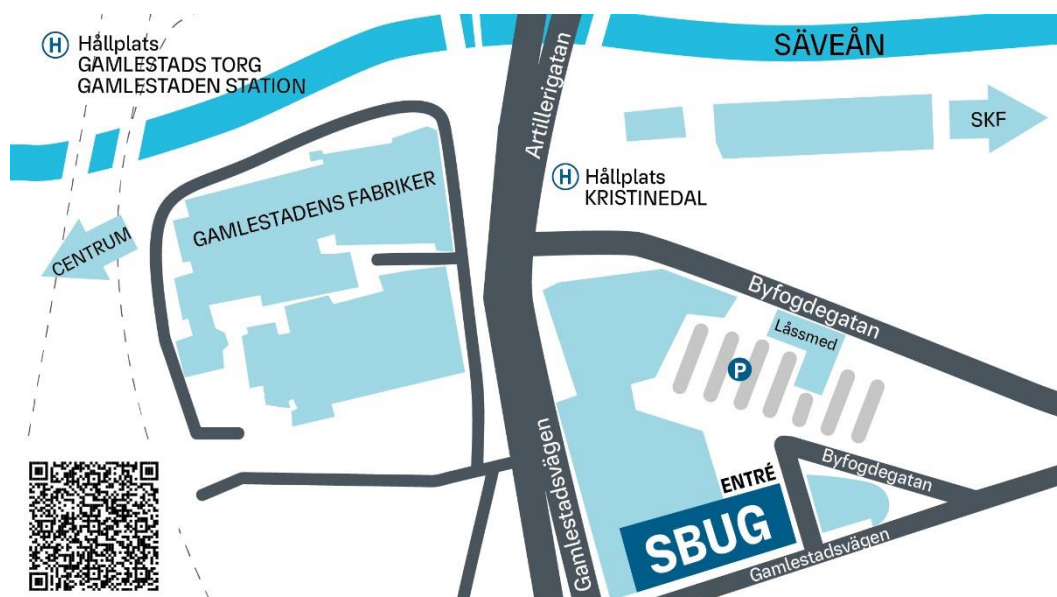 H Hållplats
GAMLESTADS TORG
GAMLESTADEN STATION
SÄVEÅN
Artillerigatan
SKF
H Hållplats
KRISTINEDAL
GAMLESTADENS FABRIKER
CENTRUM
Byfogdegatan
Låssmed
P
Byfogdegatan
ENTRÉ
SBUG
Gamlestadsvägen
Gamlestadsvägen